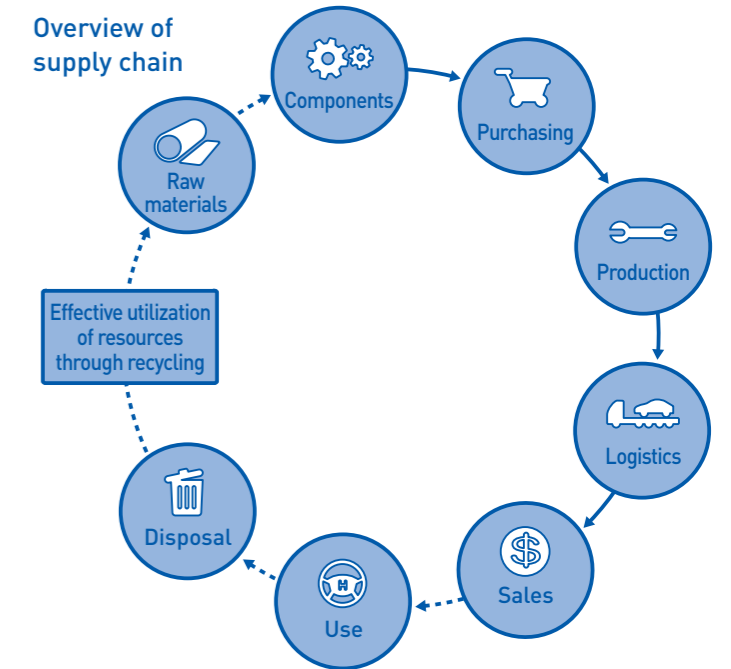 Overview of
supply chain
Components
Purchasing
Raw
materials
Production
Effective utilization
of resources
through recycling
Logistics
Disposal
Sales
$
Use
H